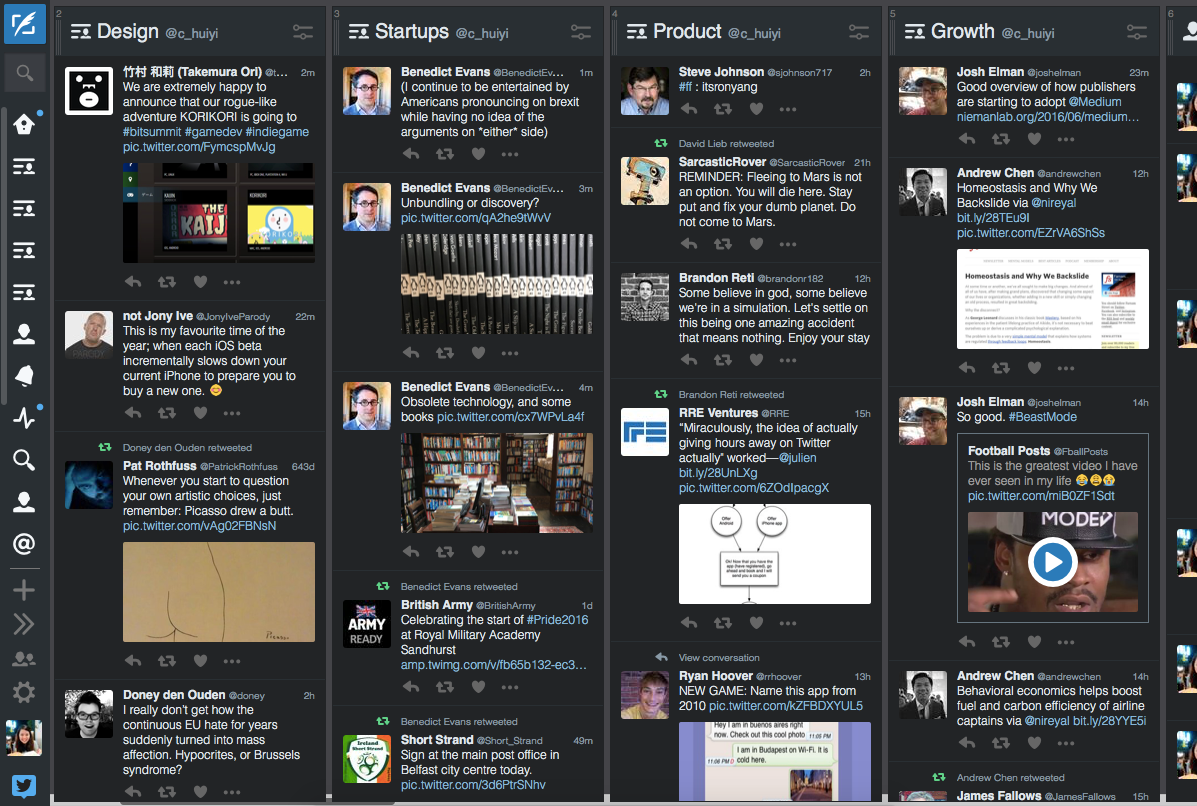 2
Design @c_huiyi
竹村 和莉 (Takemura Ori) @t... 2m
We are extremely happy to
announce that our rogue-like
adventure KORIKORI is going to
#bitsummit #gamedev #indiegame
pic.twitter.com/FymcspMvJg
THE
KAIJ
not Jony Ive @JonyIveParody 22m
PARODY
This is my favourite time of the
year; when each iOS beta
incrementally slows down your
current iPhone to prepare you to
buy a new one. 😄
Doney den Ouden retweeted
Pat Rothfuss @PatrickRothfuss 643d
Whenever you start to question
your own artistic choices, just
remember: Picasso drew a butt.
pic.twitter.com/vAg02FBNsN
Picasso
Doney den Ouden @doney 2h
I really don't get how the
continuous EU hate for years
suddenly turned into mass
affection. Hypocrites, or Brussels
syndrome?
3
Startups @c_huiyi
Benedict Evans @BenedictEv... 1m
(I continue to be entertained by
Americans pronouncing on brexit
while having no idea of the
arguments on *either* side)
Benedict Evans @BenedictEv... 3m
Unbundling or discovery?
pic.twitter.com/qA2he9tWvV
Benedict Evans @BenedictEv... 4m
Obsolete technology, and some
books pic.twitter.com/cx7WPvLa4f
Benedict Evans retweeted
British Army @BritishArmy 1d
ARMY
READY
Celebrating the start of #Pride2016
at Royal Military Academy
Sandhurst
amp.twimg.com/v/fb65b132-ec3...
Benedict Evans retweeted
Short Strand @Short_Strand 49m
Ireland
Short Strand
Sign at the main post office in
Belfast city centre today.
pic.twitter.com/3d6PtrSNhv
4
Product @c_huiyi
Steve Johnson @sjohnson717 2h
#ff : itsronyang
David Lieb retweeted
SarcasticRover @SarcasticRover 21h
REMINDER: Fleeing to Mars is not
an option. You will die here. Stay
put and fix your dumb planet. Do
not come to Mars.
Brandon Reti @brandonr182 12h
Some believe in god, some believe
we're in a simulation. Let's settle on
this being one amazing accident
that means nothing. Enjoy your stay
Brandon Reti retweeted
RRE Ventures @RRE 15h
RRE
“Miraculously, the idea of actually
giving hours away on Twitter
actually" worked—@julien
bit.ly/28UnLXg
pic.twitter.com/6ZOdIpacgX
Offer
Android
Offer
iPhone app
Oh! Now that you have the
app (have registered), go
ahead and book and I will
send you a coupon
View conversation
Ryan Hoover @rrhoover 13h
NEW GAME: Name this app from
2010 pic.twitter.com/kZFBDXYUL5
Hey I am in buenos aires right
now. Check out this cool photo 11:05 PM
11:06 PM D I am in Budapest on Wi-Fi. It is
cold here.
5
Growth @c_huiyi
Josh Elman @joshelman 23m
Good overview of how publishers
are starting to adopt @Medium
niemanlab.org/2016/06/medium...
Andrew Chen @andrewchen 12h
Homeostasis and Why We
Backslide via @nireyal
bit.ly/28TEu9I
pic.twitter.com/EZrVA6ShSs
Homeostasis and Why We Backslide
Josh Elman @joshelman 14h
So good. #BeastMode
Football Posts @FballPosts
This is the greatest video I have
ever seen in my life 😂😩😭
pic.twitter.com/miB0ZF1Sdt
MODE
Andrew Chen @andrewchen 14h
Behavioral economics helps boost
fuel and carbon efficiency of airline
captains via @nireyal bit.ly/28YYE5i
Andrew Chen retweeted
James Fallows @JamesFallows 15h
6